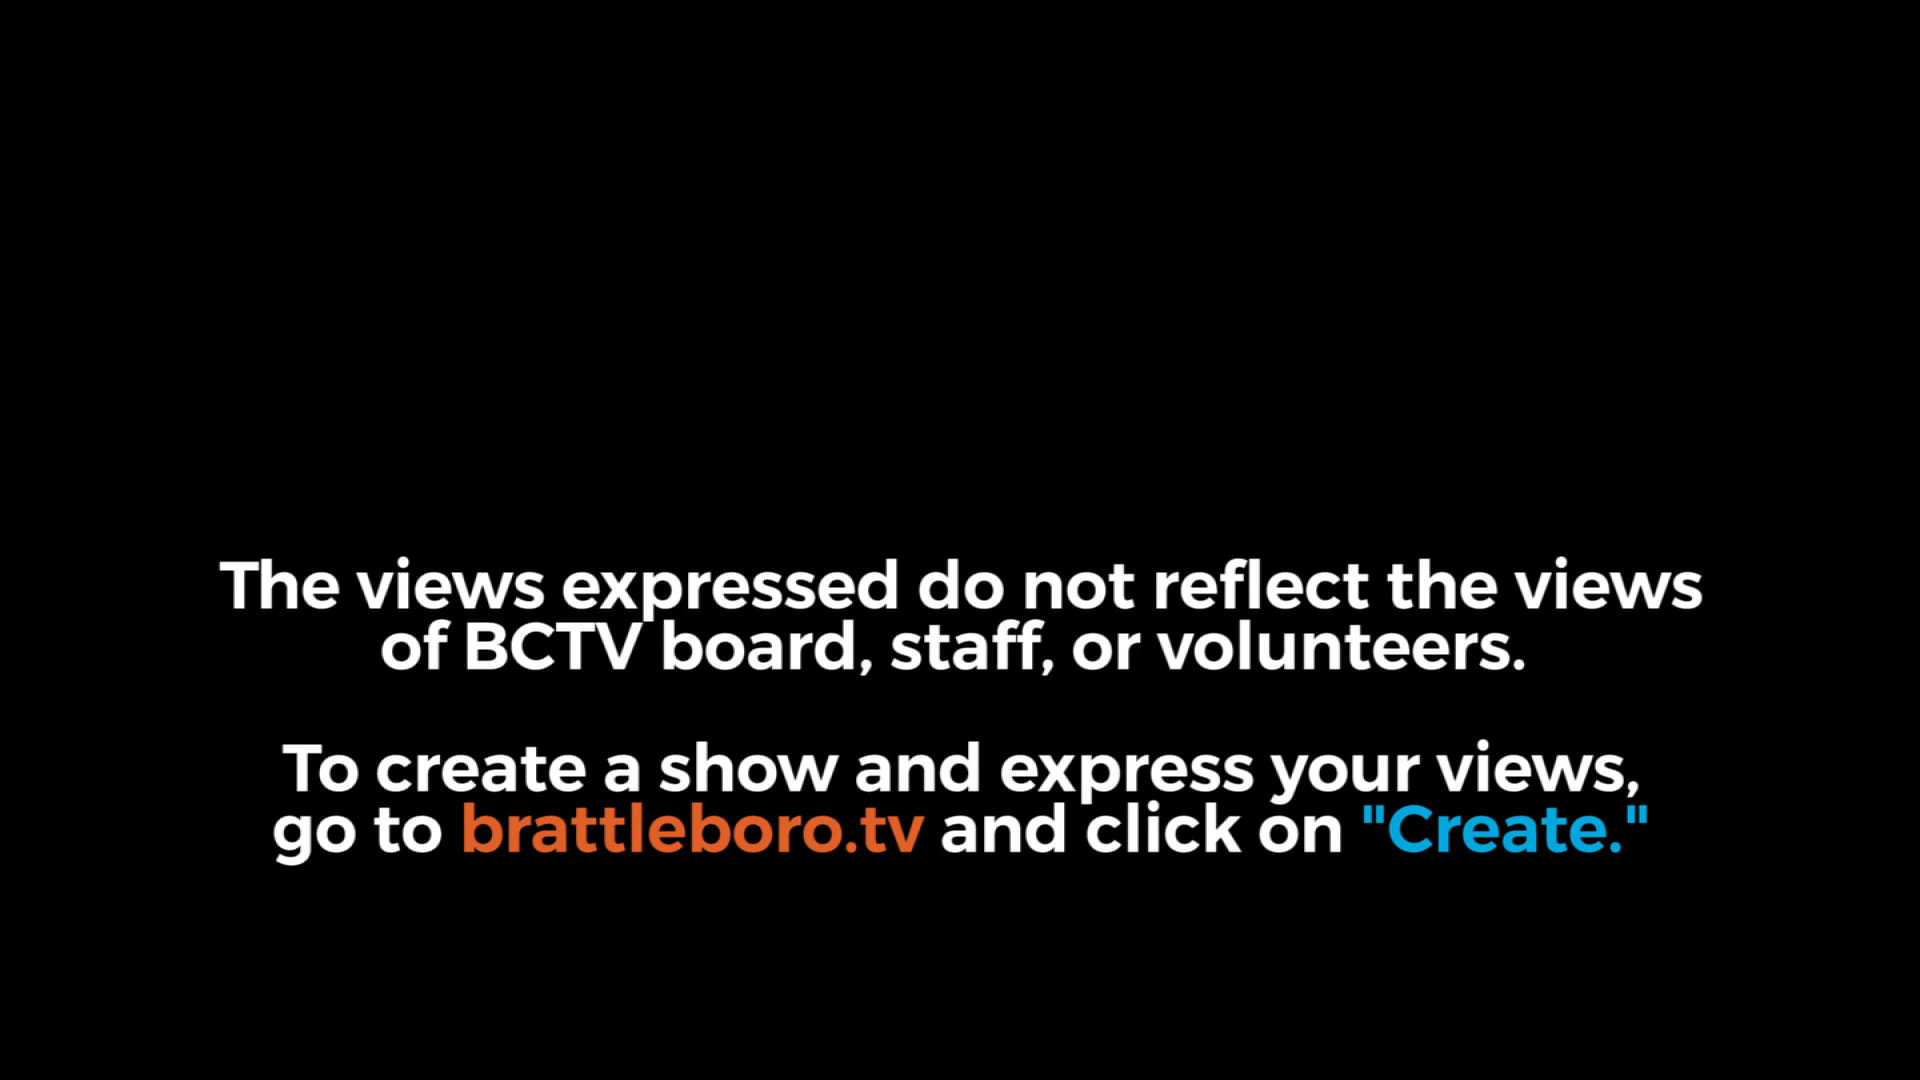 The views expressed do not reflect the views
of BCTV board, staff, or volunteers.
To create a show and express your views,
go to brattleboro.tv and click on "Create."